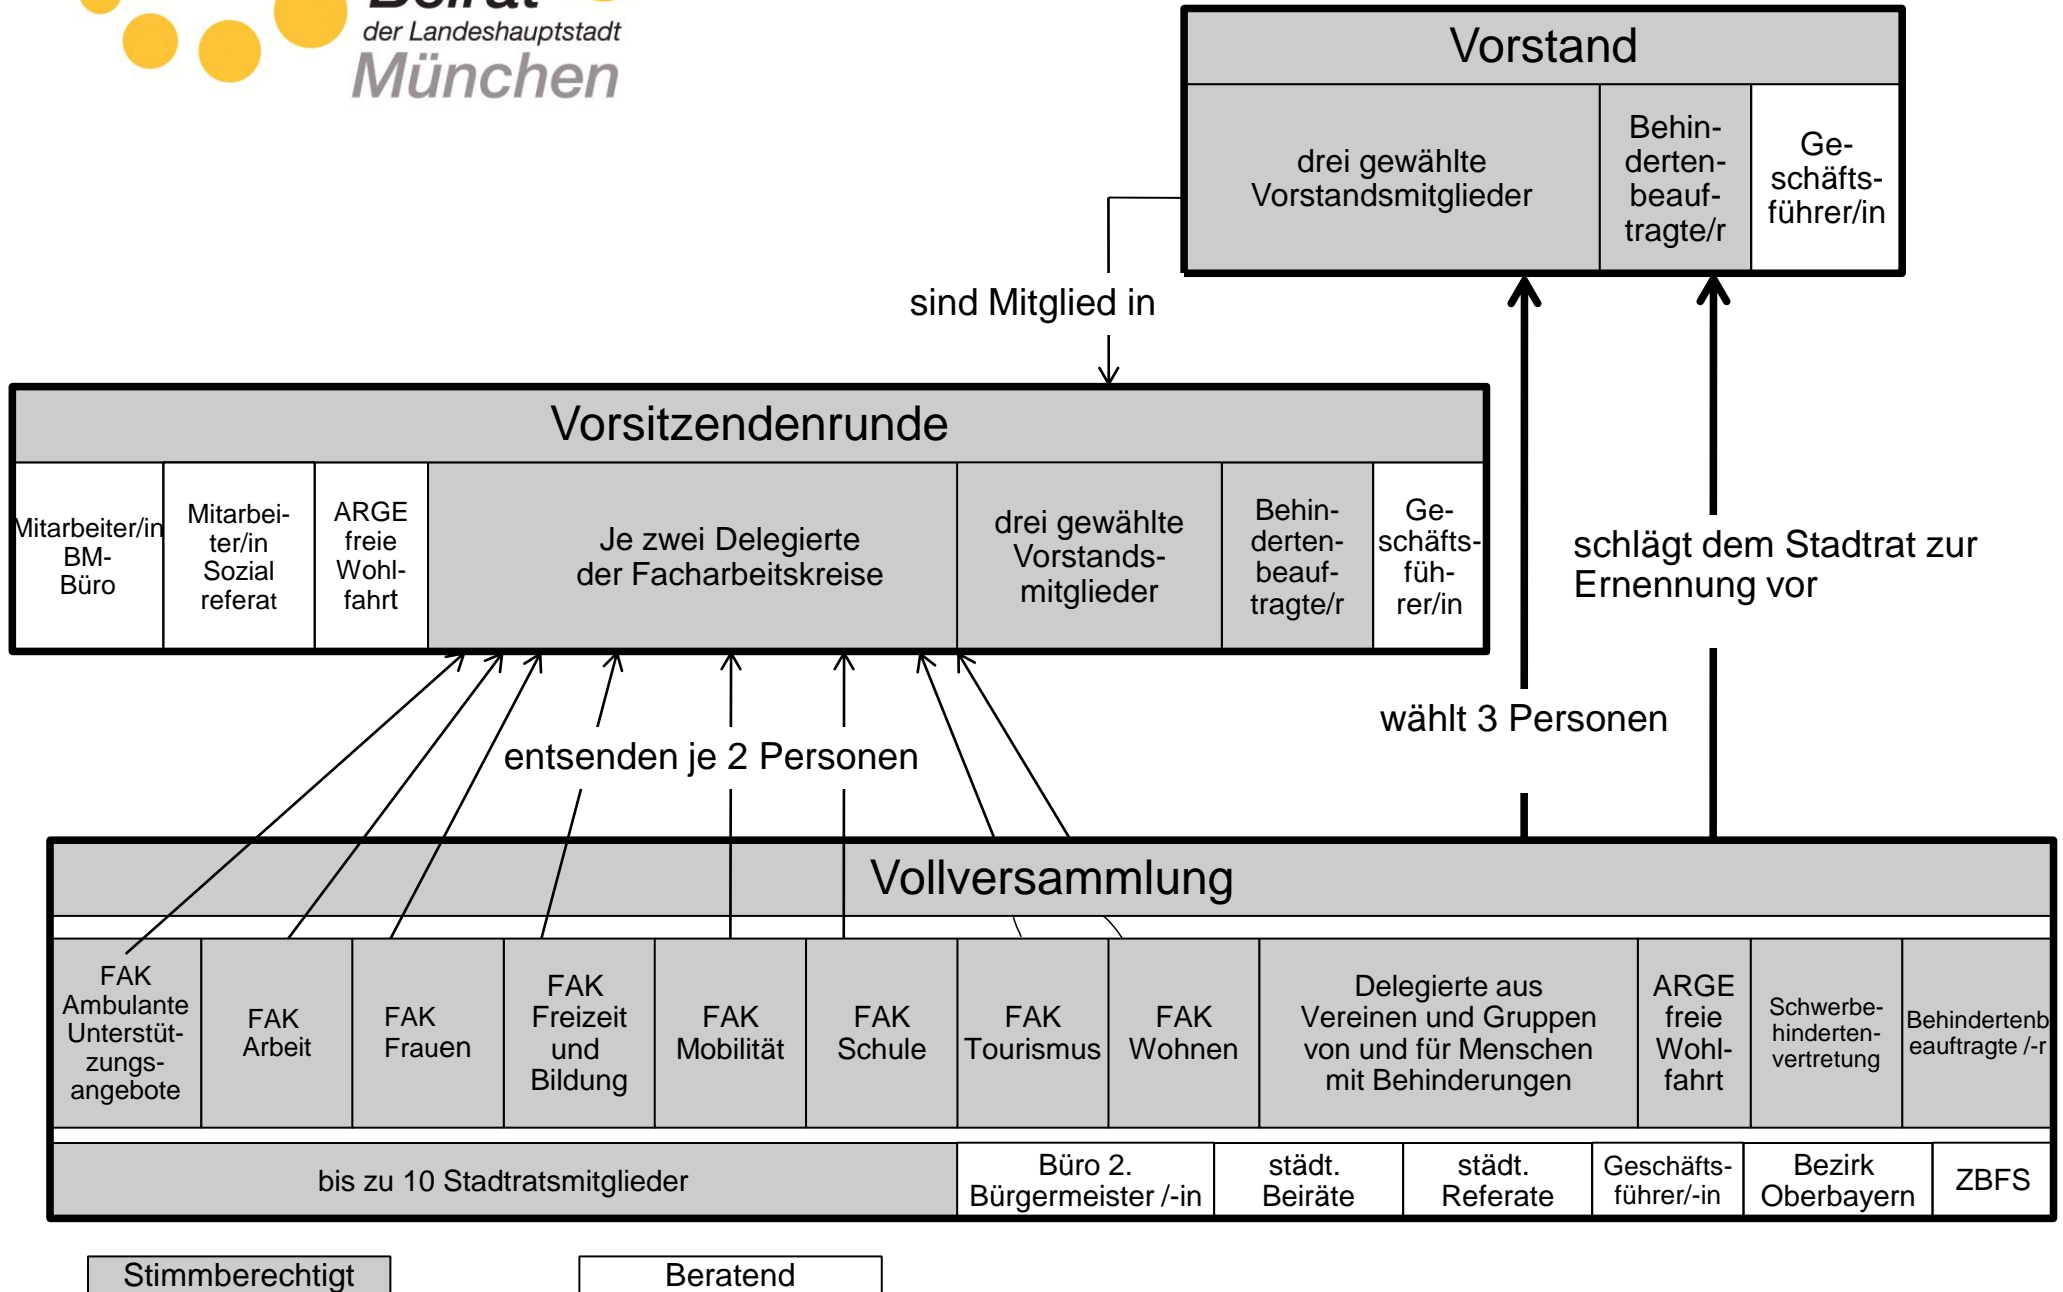 Beirat
der Landeshauptstadt
München
Vorstand
drei gewählte
Vorstandsmitglieder
Behin-
derten-
beauf-
tragte/r
Ge-
schäfts-
führer/in
sind Mitglied in
Vorsitzendenrunde
Mitarbeiter/in
BM-
Büro
Mitarbei-
ter/in
Sozial
referat
ARGE
freie
Wohl-
fahrt
Je zwei Delegierte
der Facharbeitskreise
drei gewählte
Vorstands-
mitglieder
Behin-
derten-
beauf-
tragte/r
Ge-
schäfts-
füh-
rer/in
schlägt dem Stadtrat zur
Ernennung vor
wählt 3 Personen
entsenden je 2 Personen
Vollversammlung
FAK
Ambulante
Unterstüt-
zungs-
angebote
FAK
Arbeit
FAK
Frauen
FAK
Freizeit
und
Bildung
FAK
Mobilität
FAK
Schule
FAK
Tourismus
FAK
Wohnen
Delegierte aus
Vereinen und Gruppen
von und für Menschen
mit Behinderungen
ARGE
freie
Wohl-
fahrt
Schwerbe-
hinderten-
vertretung
Behindertenb
eauftragte /-r
bis zu 10 Stadtratsmitglieder
Büro 2.
Bürgermeister /-in
städt.
Beiräte
städt.
Referate
Geschäfts-
führer/-in
Bezirk
Oberbayern
ZBFS
Stimmberechtigt
Beratend